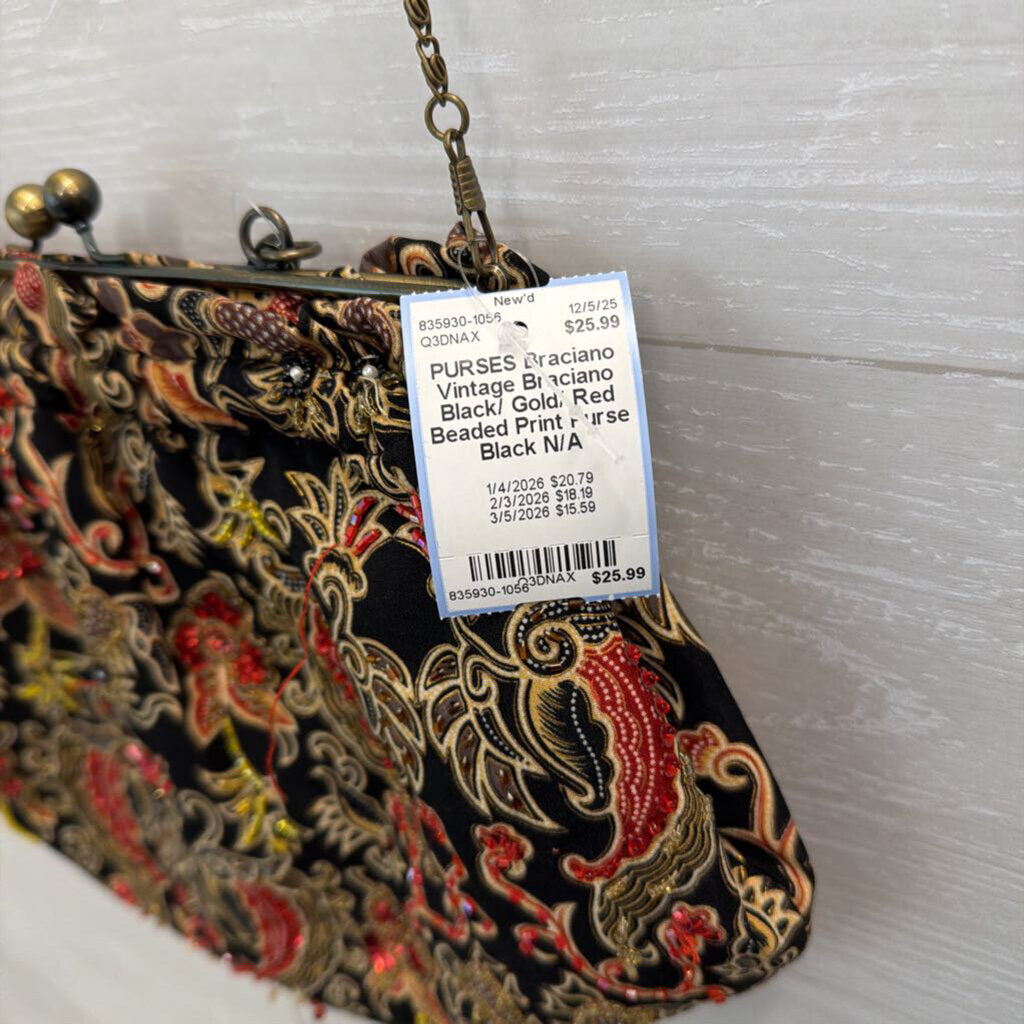 New'd
835930-1056 12/5/25
Q3DNAX $25.99
PURSES Braciano
Vintage Braciano
Black/ Gold/ Red
Beaded Print Purse
Black N/A
1/4/2026 $20.79
2/3/2026 $18.19
3/5/2026 $15.59
Q3DNAX $25.99
835930-1056